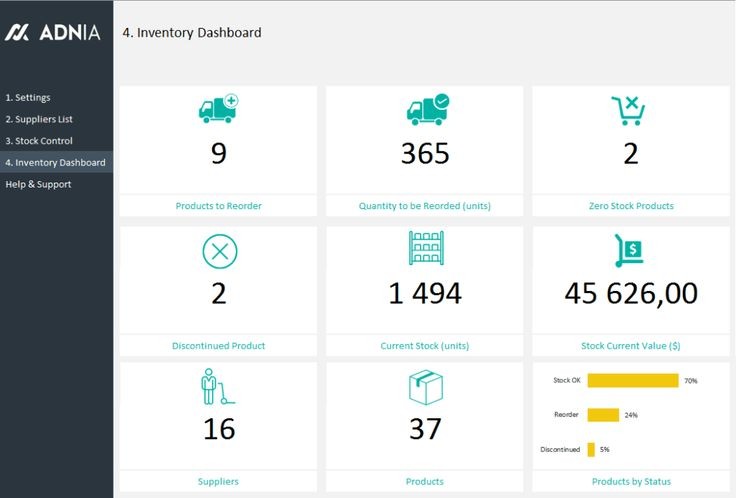 ADNIA
4. Inventory Dashboard
1. Settings
2. Suppliers List
3. Stock Control
4. Inventory Dashboard
Help & Support
9
Products to Reorder
365
Quantity to be Reorded (units)
2
Zero Stock Products
2
Discontinued Product
1 494
Current Stock (units)
$
45 626,00
Stock Current Value ($)
16
Suppliers
37
Products
Stock OK 70%
Reorder 24%
Discontinued 5%
Products by Status